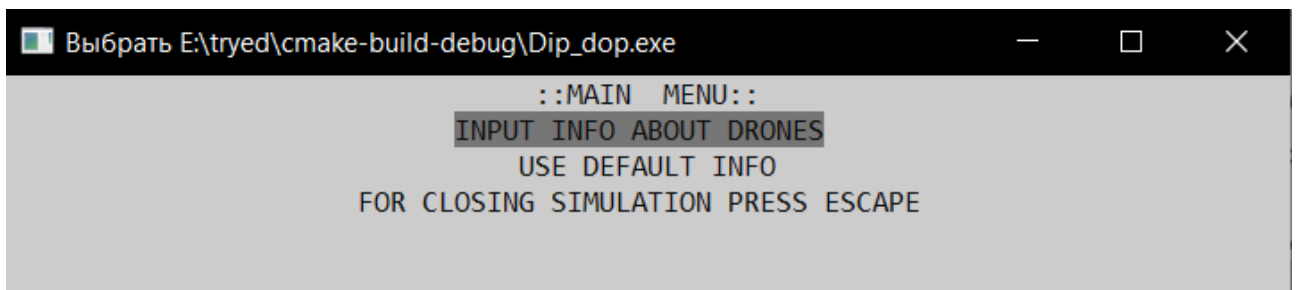 Выбрать E:\tryed\cmake-build-debug\Dip_dop.exe
::MAIN  MENU::
INPUT INFO ABOUT DRONES
USE DEFAULT INFO
FOR CLOSING SIMULATION PRESS ESCAPE